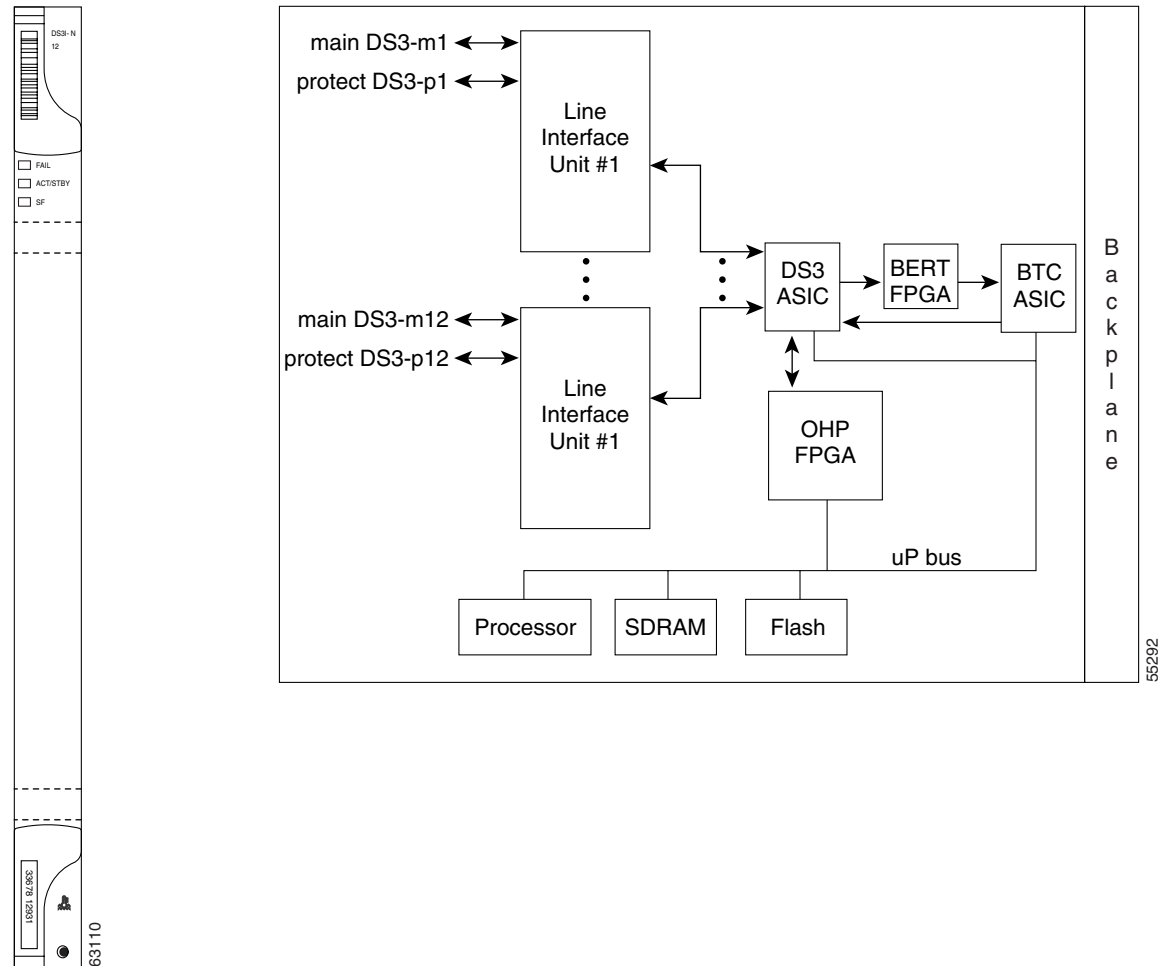 DS3I- N
12
FAIL
ACT/STBY
SF
33678 12931
63110
main DS3-m1
protect DS3-p1
Line
Interface
Unit #1
main DS3-m12
protect DS3-p12
Line
Interface
Unit #1
DS3
ASIC
BERT
FPGA
BTC
ASIC
OHP
FPGA
uP bus
Processor
SDRAM
Flash
Backplane
55292